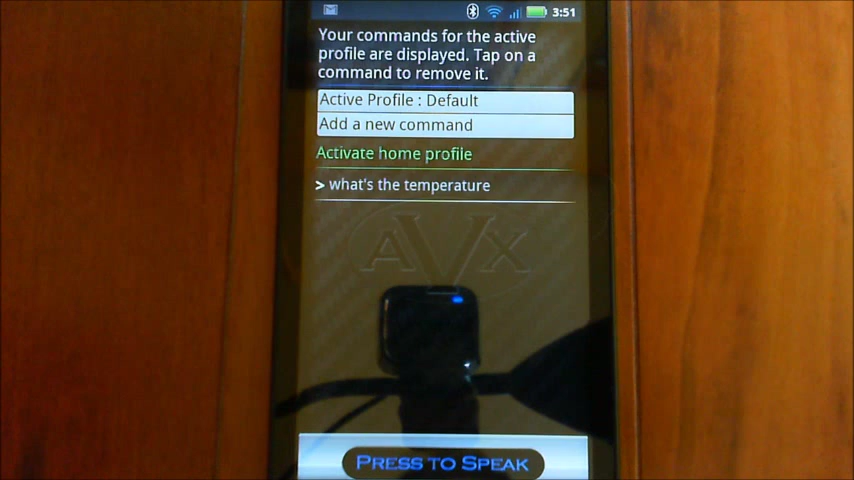 3:51
Your commands for the active
profile are displayed. Tap on a
command to remove it.
Active Profile : Default
Add a new command
Activate home profile
> what's the temperature
AVX
PRESS TO SPEAK